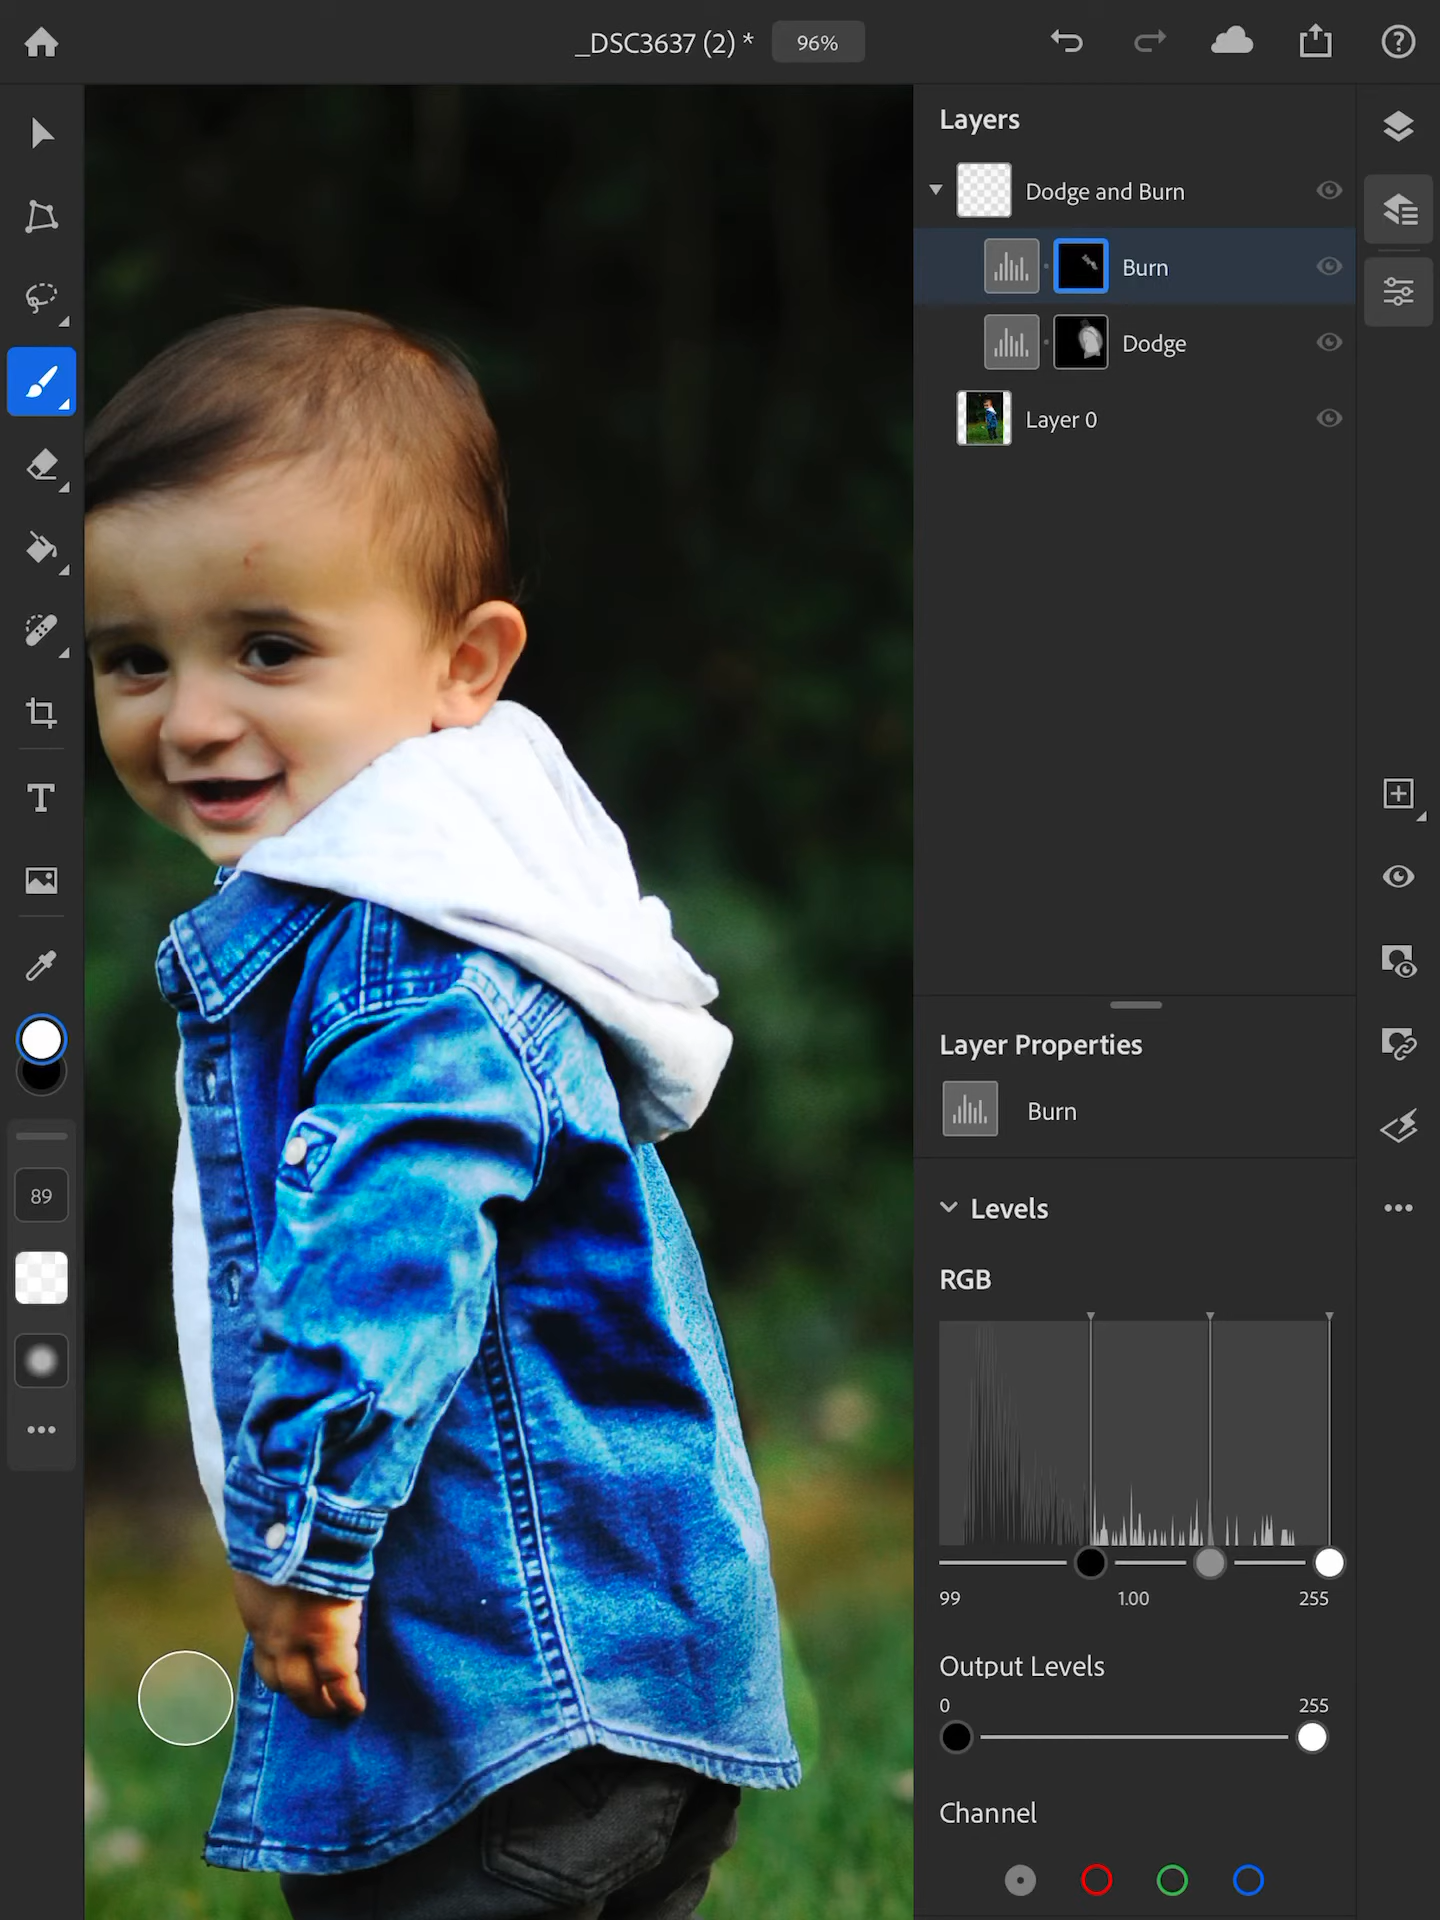 _DSC3637 (2) *
96%
Layers
Dodge and Burn
Burn
Dodge
Layer 0
T
89
Layer Properties
Burn
Levels
RGB
99 1.00 255
Output Levels
0 255
Channel